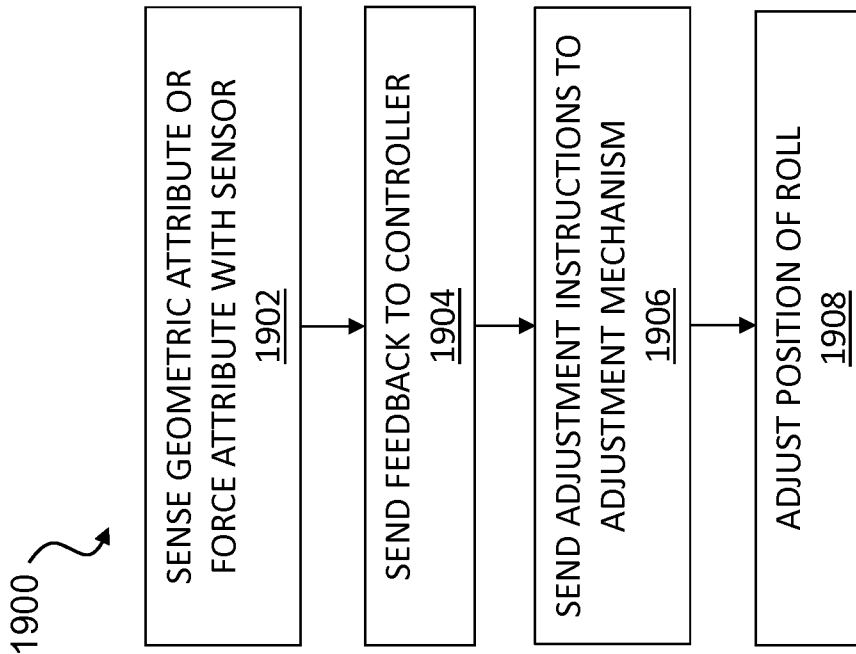 1900
SENSE GEOMETRIC ATTRIBUTE OR
FORCE ATTRIBUTE WITH SENSOR
1902
SEND FEEDBACK TO CONTROLLER
1904
SEND ADJUSTMENT INSTRUCTIONS TO
ADJUSTMENT MECHANISM
1906
ADJUST POSITION OF ROLL
1908